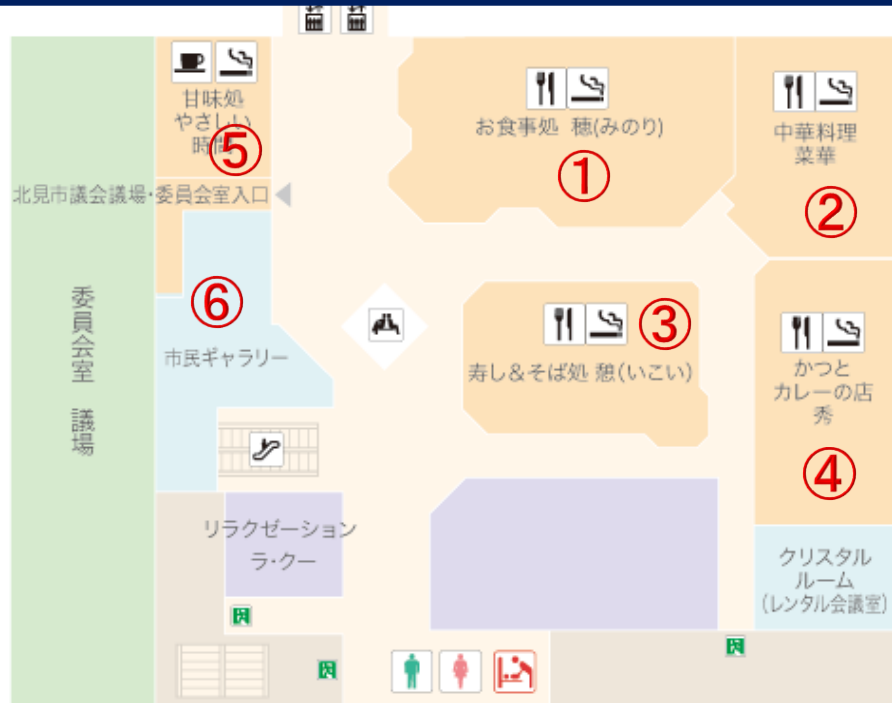 甘味処
やさしい
時間
⑤
お食事処 穂(みのり)
①
中華料理
菜華
②
北見市議会議場・委員会室入口
委員会室 議場
⑥
市民ギャラリー
③
寿し&そば処 憩(いこい)
かつと
カレーの店
秀
④
リラクゼーション
ラ・クー
クリスタル
ルーム
(レンタル会議室)